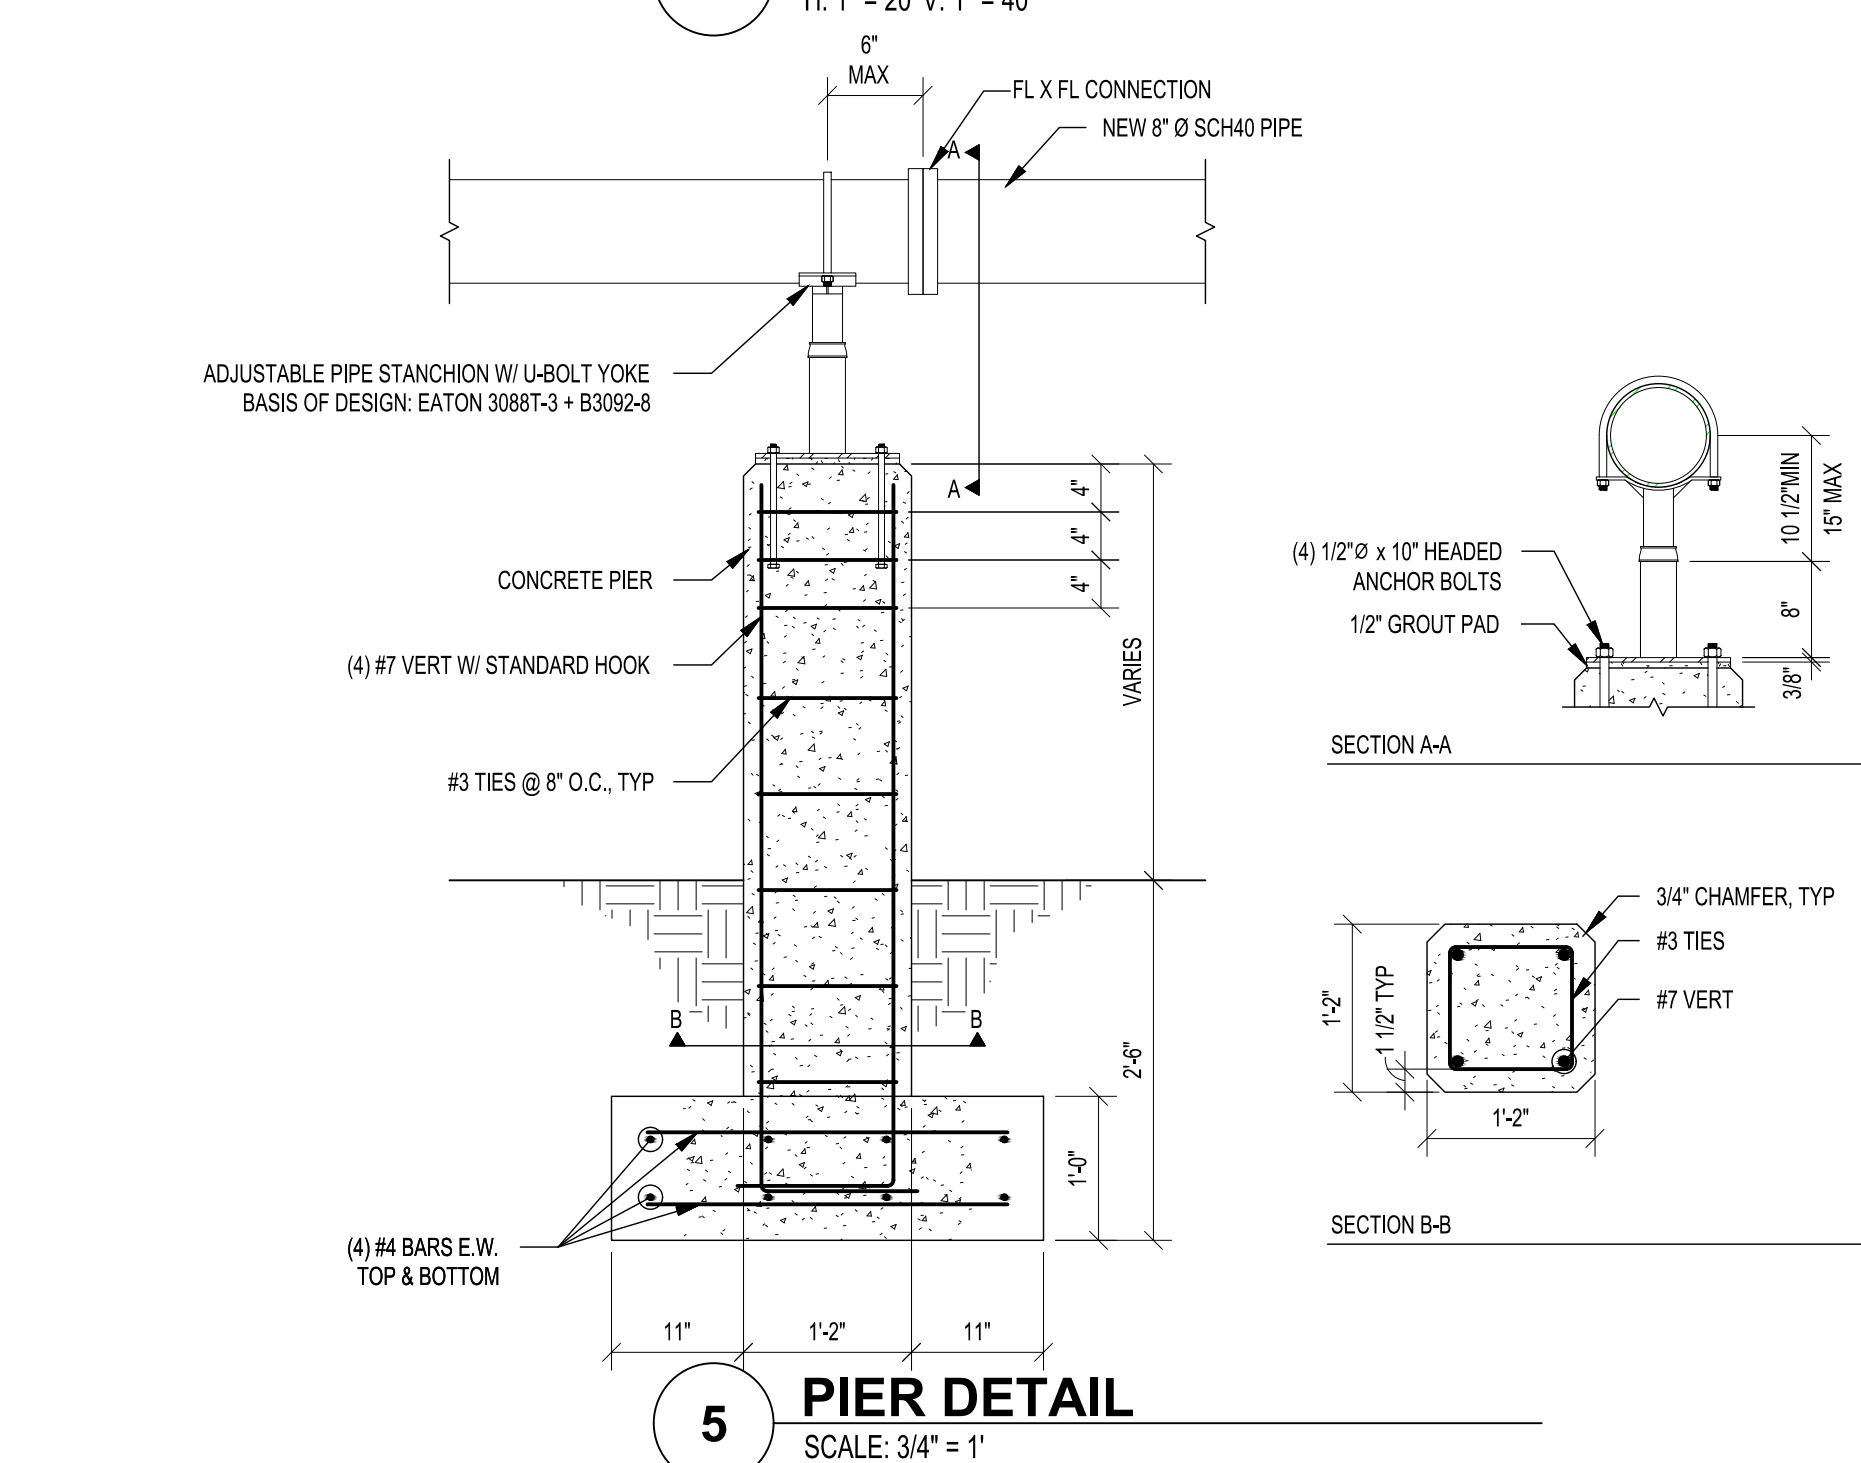 H: 1" = 20' V: 1" = 40'
6"
MAX
FL X FL CONNECTION
NEW 8" Ø SCH40 PIPE
A
ADJUSTABLE PIPE STANCHION W/ U-BOLT YOKE
BASIS OF DESIGN: EATON 3088T-3 + B3092-8
A
4"
4"
4"
CONCRETE PIER
(4) #7 VERT W/ STANDARD HOOK
VARIES
#3 TIES @ 8" O.C., TYP
B
B
2'-6"
1'-0"
(4) #4 BARS E.W.
TOP & BOTTOM
11"
1'-2"
11"
10 1/2"MIN
15" MAX
(4) 1/2"Ø x 10" HEADED
ANCHOR BOLTS
8"
1/2" GROUT PAD
3/8"
SECTION A-A
3/4" CHAMFER, TYP
#3 TIES
#7 VERT
1'-2"
1 1/2" TYP
1'-2"
SECTION B-B
5
PIER DETAIL
SCALE: 3/4" = 1'